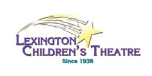 LEXINGTON
CHILDREN'S THEATRE
Since 1938